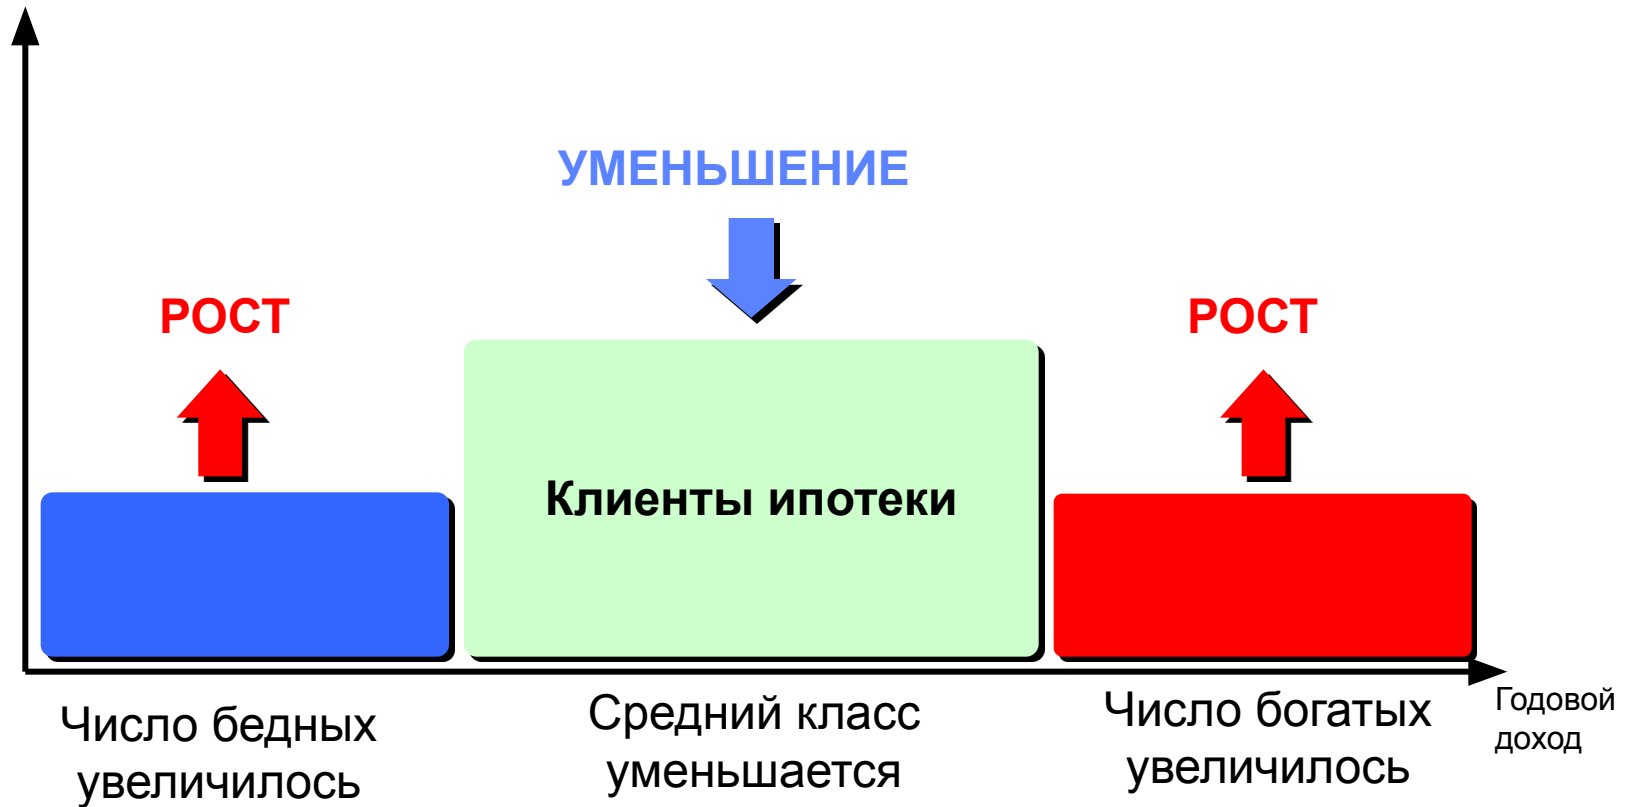 УМЕНЬШЕНИЕ
РОСТ
РОСТ
Клиенты ипотеки
Число бедных
увеличилось
Средний класс
уменьшается
Число богатых
увеличилось
Годовой
доход